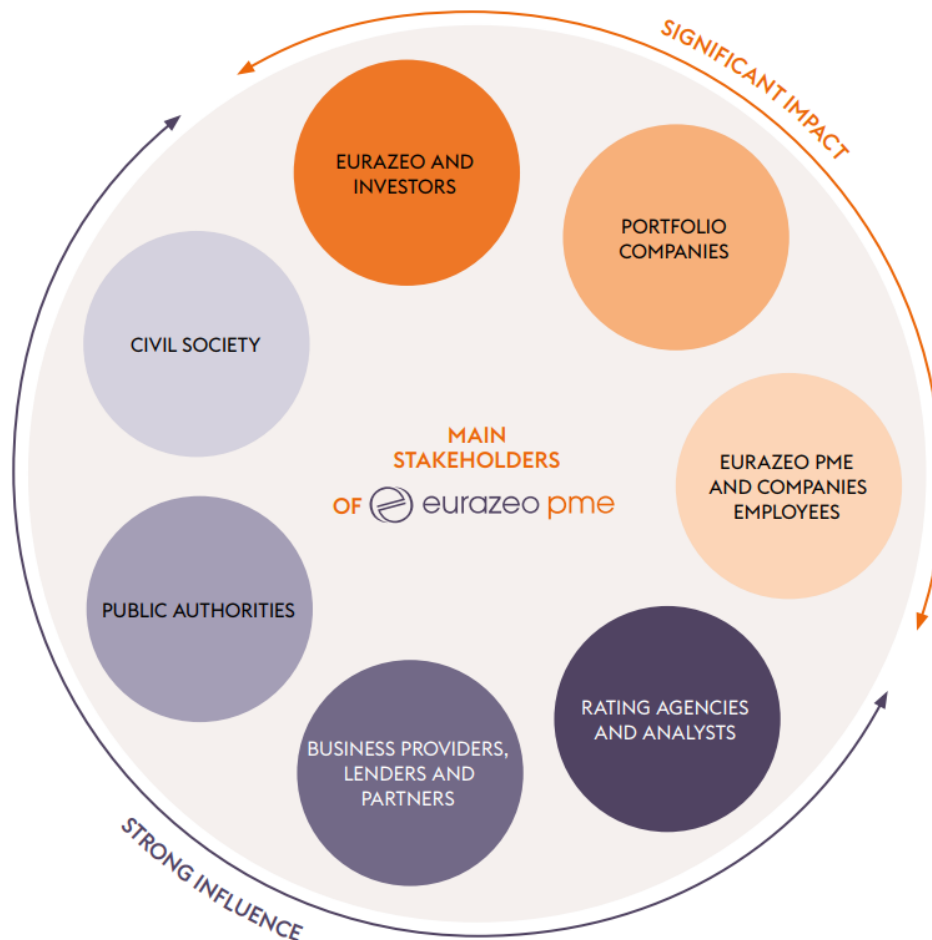 SIGNIFICANT IMPACT
EURAZEO AND
INVESTORS
PORTFOLIO
COMPANIES
CIVIL SOCIETY
MAIN
STAKEHOLDERS
OF eurazeo pme
EURAZEO PME
AND COMPANIES
EMPLOYEES
PUBLIC AUTHORITIES
RATING AGENCIES
AND ANALYSTS
BUSINESS PROVIDERS,
LENDERS AND
PARTNERS
STRONG INFLUENCE